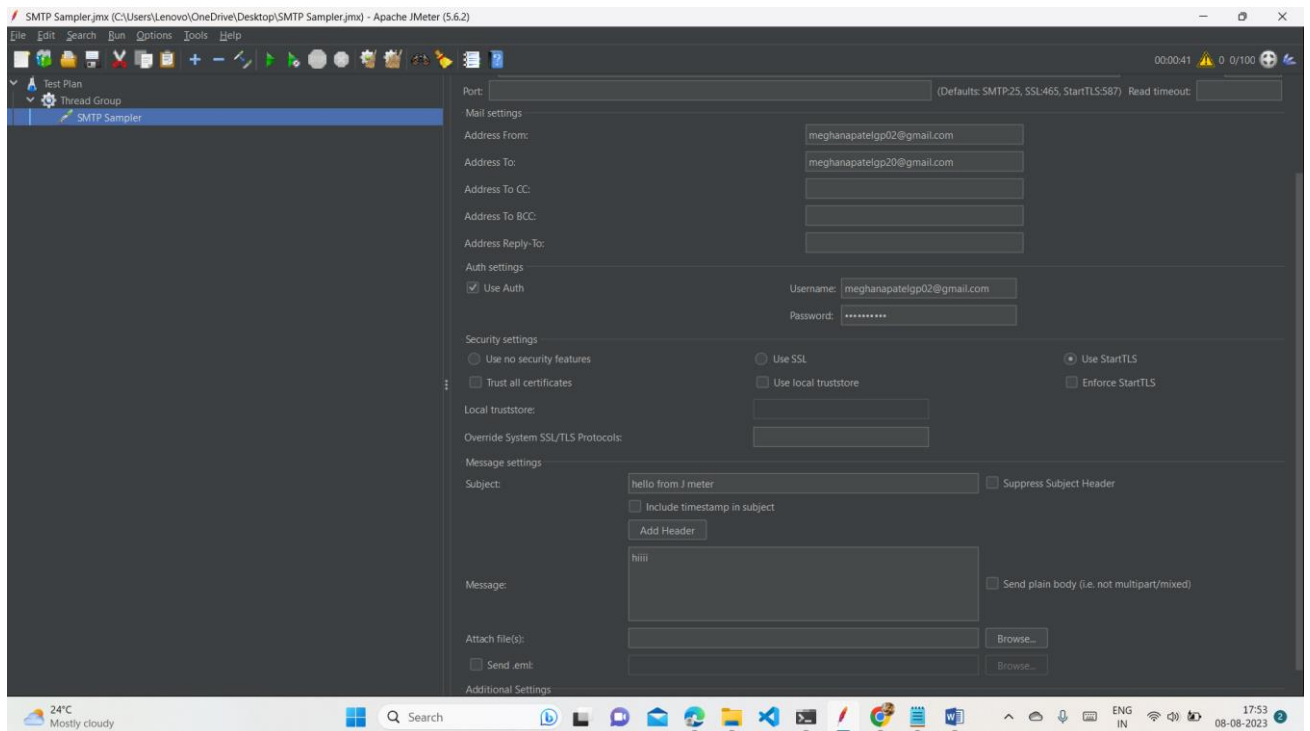 SMTP Sampler.jmx (C:\Users\Lenovo\OneDrive\Desktop\SMTP Sampler.jmx) - Apache JMeter (5.6.2)
File Edit Search Run Options Tools Help
00:00:41 0 0/100
Test Plan
Thread Group
SMTP Sampler
Port: (Defaults: SMTP:25, SSL:465, StartTLS:587) Read timeout:
Mail settings
Address From: meghanapatelgp02@gmail.com
Address To: meghanapatelgp20@gmail.com
Address To CC:
Address To BCC:
Address Reply-To:
Auth settings
Use Auth Username: meghanapatelgp02@gmail.com
Password: ••••••••••
Security settings
Use no security features Use SSL Use StartTLS
Trust all certificates Use local truststore Enforce StartTLS
Local truststore:
Override System SSL/TLS Protocols:
Message settings
Subject: hello from J meter Suppress Subject Header
Include timestamp in subject
Add Header
hiiii
Message: Send plain body (i.e. not multipart/mixed)
Attach file(s): Browse...
Send .eml: Browse...
Additional Settings
24°C
Mostly cloudy
Search
ENG
IN
17:53
08-08-2023
2